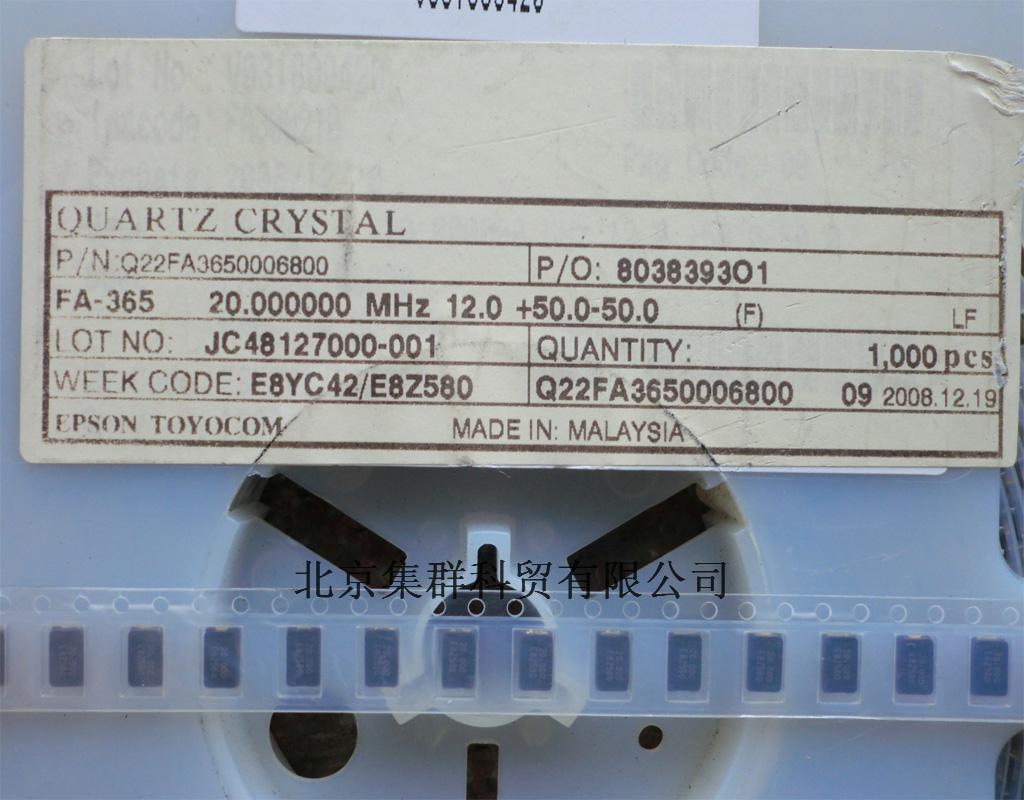 QUARTZ CRYSTAL
P/N:Q22FA3650006800 P/O: 803839301
FA-365 20.000000 MHz 12.0 +50.0-50.0 (F) LF
LOT NO: JC48127000-001 QUANTITY: 1,000 pcs
WEEK CODE: E8YC42/E8Z580 Q22FA3650006800 09 2008.12.19
EPSON TOYOCOM MADE IN: MALAYSIA
北京集群科贸有限公司